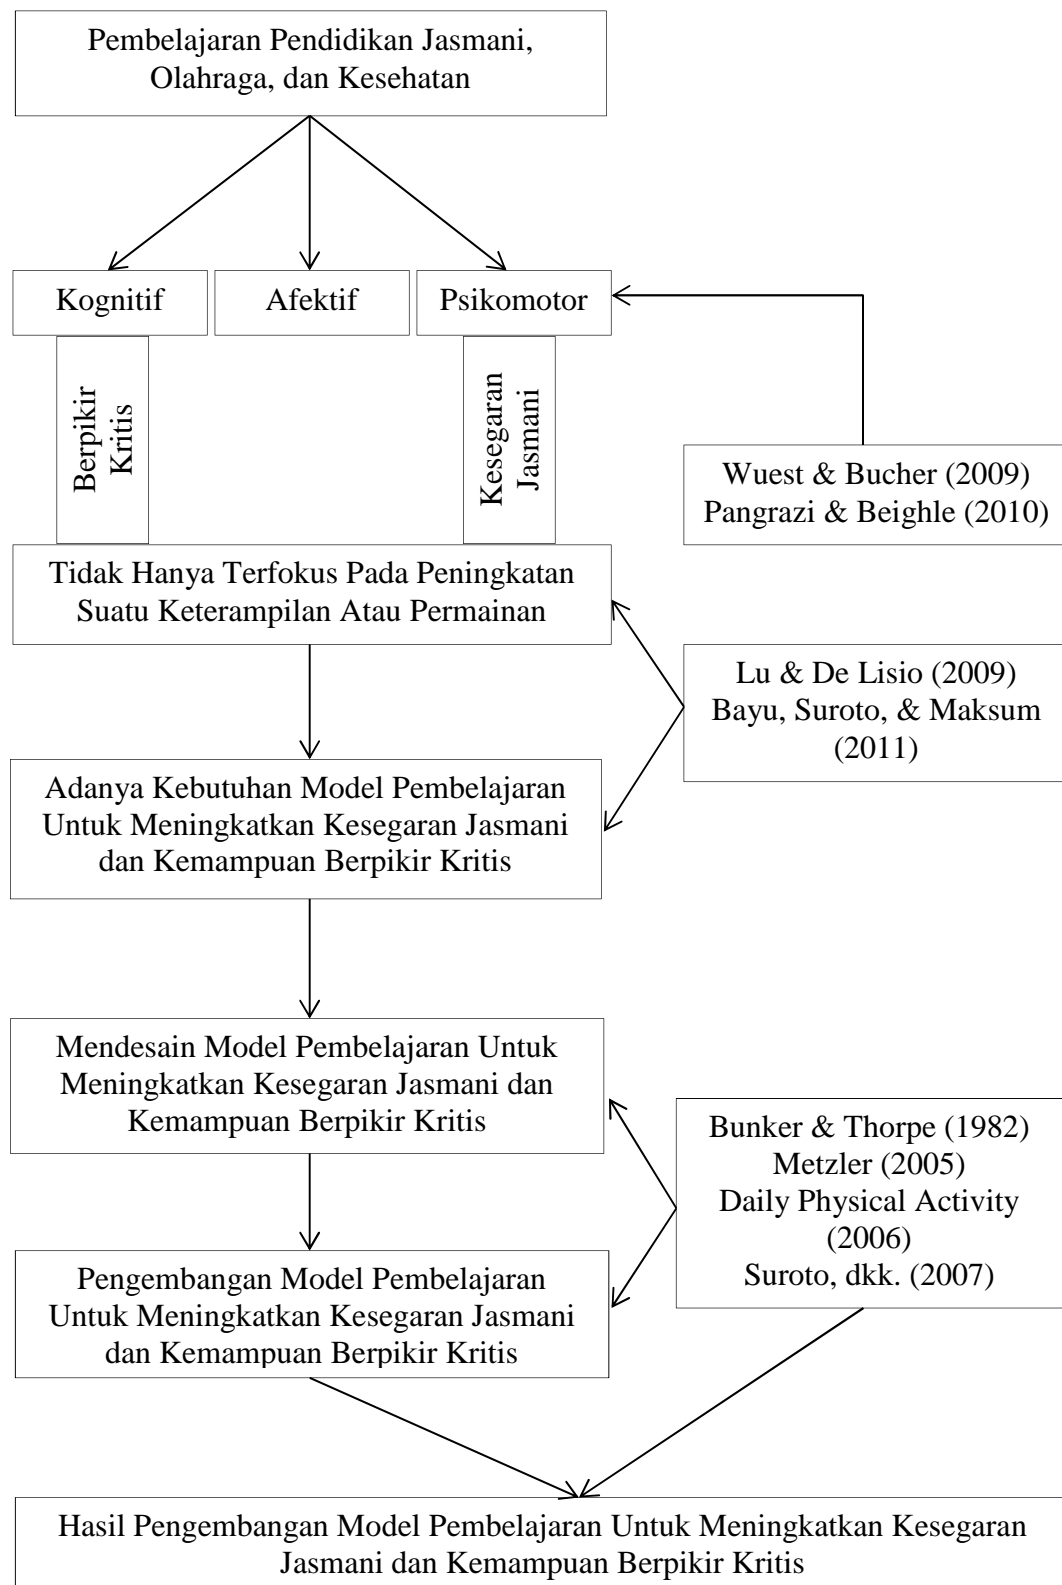 Pembelajaran Pendidikan Jasmani,
Olahraga, dan Kesehatan
Kognitif
Afektif
Psikomotor
Berpikir
Kritis
Kesegaran
Jasmani
Wuest & Bucher (2009)
Pangrazi & Beighle (2010)
Tidak Hanya Terfokus Pada Peningkatan
Suatu Keterampilan Atau Permainan
Lu & De Lisio (2009)
Bayu, Suroto, & Maksum
(2011)
Adanya Kebutuhan Model Pembelajaran
Untuk Meningkatkan Kesegaran Jasmani
dan Kemampuan Berpikir Kritis
Mendesain Model Pembelajaran Untuk
Meningkatkan Kesegaran Jasmani dan
Kemampuan Berpikir Kritis
Bunker & Thorpe (1982)
Metzler (2005)
Daily Physical Activity
(2006)
Suroto, dkk. (2007)
Pengembangan Model Pembelajaran
Untuk Meningkatkan Kesegaran Jasmani
dan Kemampuan Berpikir Kritis
Hasil Pengembangan Model Pembelajaran Untuk Meningkatkan Kesegaran
Jasmani dan Kemampuan Berpikir Kritis